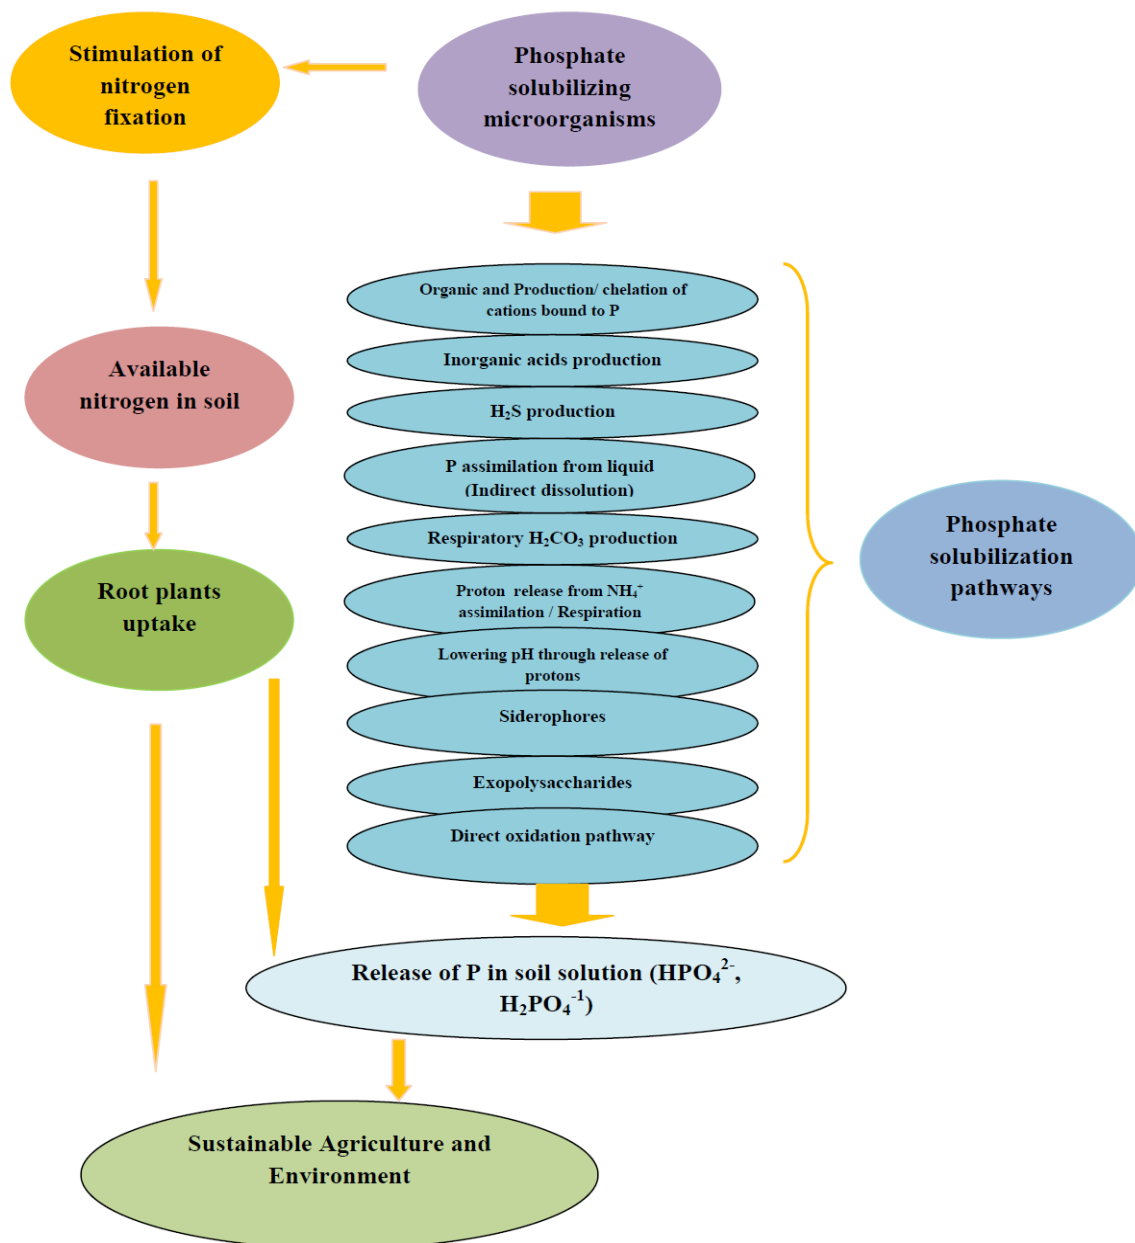 Stimulation of
nitrogen
fixation
Phosphate
solubilizing
microorganisms
Organic and Production/ chelation of
cations bound to P
Inorganic acids production
H₂S production
P assimilation from liquid
(Indirect dissolution)
Respiratory H₂CO₃ production
Proton release from NH₄⁺
assimilation / Respiration
Lowering pH through release of
protons
Siderophores
Exopolysaccharides
Direct oxidation pathway
Available
nitrogen in soil
Root plants
uptake
Phosphate
solubilization
pathways
Release of P in soil solution (HPO₄²⁻,
H₂PO₄⁻¹)
Sustainable Agriculture and
Environment